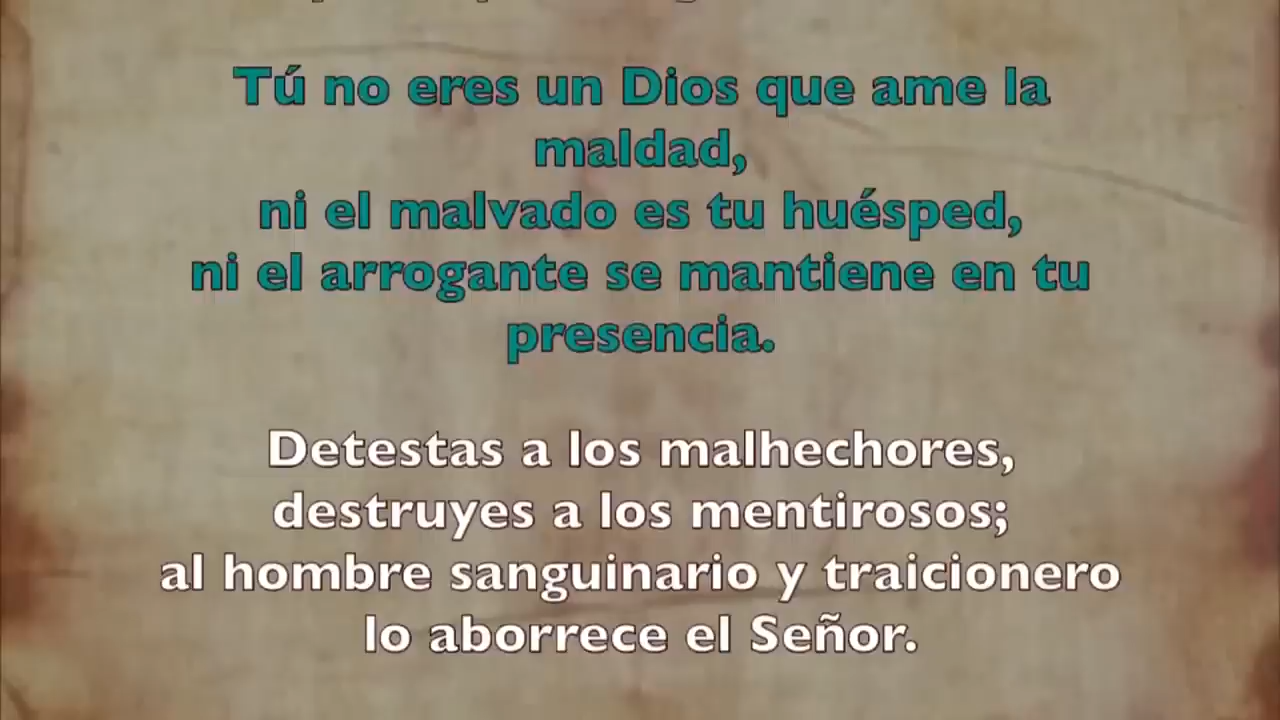 Tú no eres un Dios que ame la
maldad,
ni el malvado es tu huésped,
ni el arrogante se mantiene en tu
presencia.
Detestas a los malhechores,
destruyes a los mentirosos;
al hombre sanguinario y traicionero
lo aborrece el Señor.